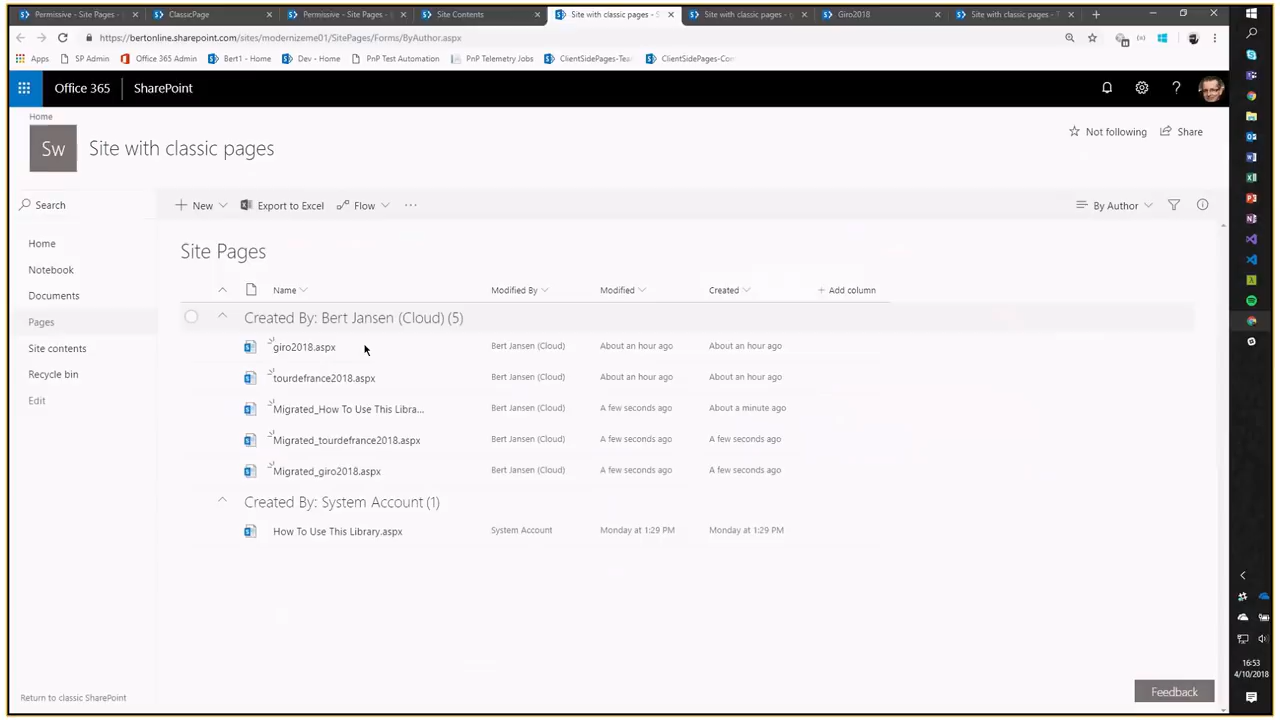 Permissive - Site Pages -
ClassicPage
Permissive - Site Pages - g
Site Contents
Site with classic pages - S
Site with classic pages - g
Giro2018
Site with classic pages - T
https://bertonline.sharepoint.com/sites/modernizeme01/SitePages/Forms/ByAuthor.aspx
Apps
SP Admin
Office 365 Admin
Bert1 - Home
Dev - Home
PnP Test Automation
PnP Telemetry Jobs
ClientSidePages-Tea
ClientSidePages-Com
Office 365
SharePoint
Home
Sw
Site with classic pages
Not following
Share
Search
New
Export to Excel
Flow
By Author
Home
Notebook
Documents
Pages
Site contents
Recycle bin
Edit
Site Pages
Name Modified By Modified Created Add column
Created By: Bert Jansen (Cloud) (5)
giro2018.aspx Bert Jansen (Cloud) About an hour ago About an hour ago
tourdefrance2018.aspx Bert Jansen (Cloud) About an hour ago About an hour ago
Migrated_How To Use This Libra... Bert Jansen (Cloud) A few seconds ago About a minute ago
Migrated_tourdefrance2018.aspx Bert Jansen (Cloud) A few seconds ago A few seconds ago
Migrated_giro2018.aspx Bert Jansen (Cloud) A few seconds ago A few seconds ago
Created By: System Account (1)
How To Use This Library.aspx System Account Monday at 1:29 PM Monday at 1:29 PM
Return to classic SharePoint
Feedback
16:53
4/10/2018